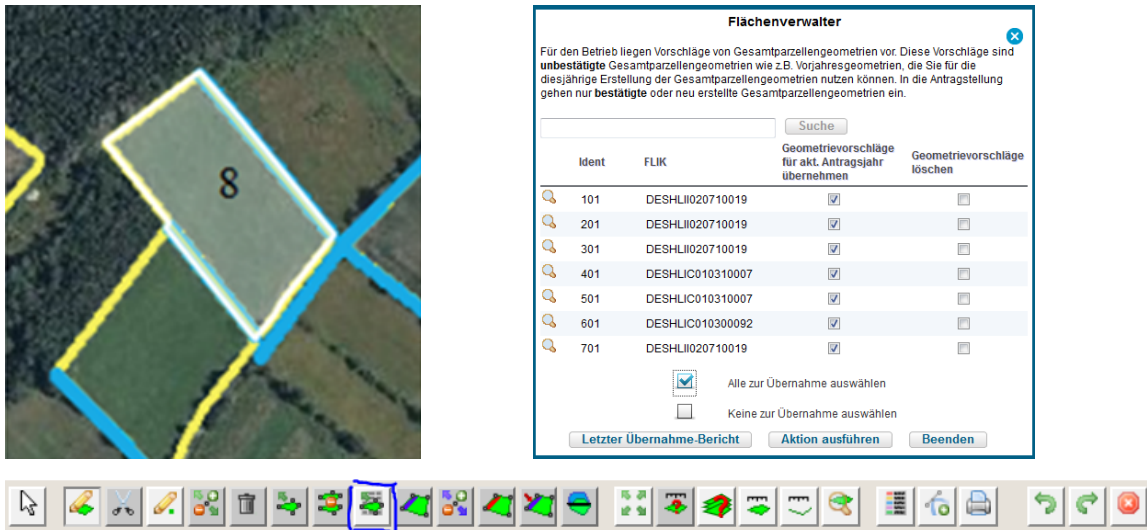 8
Flächenverwalter
Für den Betrieb liegen Vorschläge von Gesamtparzellengeometrien vor. Diese Vorschläge sind
unbestätigte Gesamtparzellengeometrien wie z.B. Vorjahresgeometrien, die Sie für die
diesjährige Erstellung der Gesamtparzellengeometrien nutzen können. In die Antragstellung
gehen nur bestätigte oder neu erstellte Gesamtparzellengeometrien ein.
Suche
Ident FLIK Geometrievorschläge für akt. Antragsjahr übernehmen Geometrievorschläge löschen
101 DESHLII020710019
201 DESHLII020710019
301 DESHLII020710019
401 DESHLIC010310007
501 DESHLIC010310007
601 DESHLIC010300092
701 DESHLII020710019
Alle zur Übernahme auswählen
Keine zur Übernahme auswählen
Letzter Übernahme-Bericht Aktion ausführen Beenden